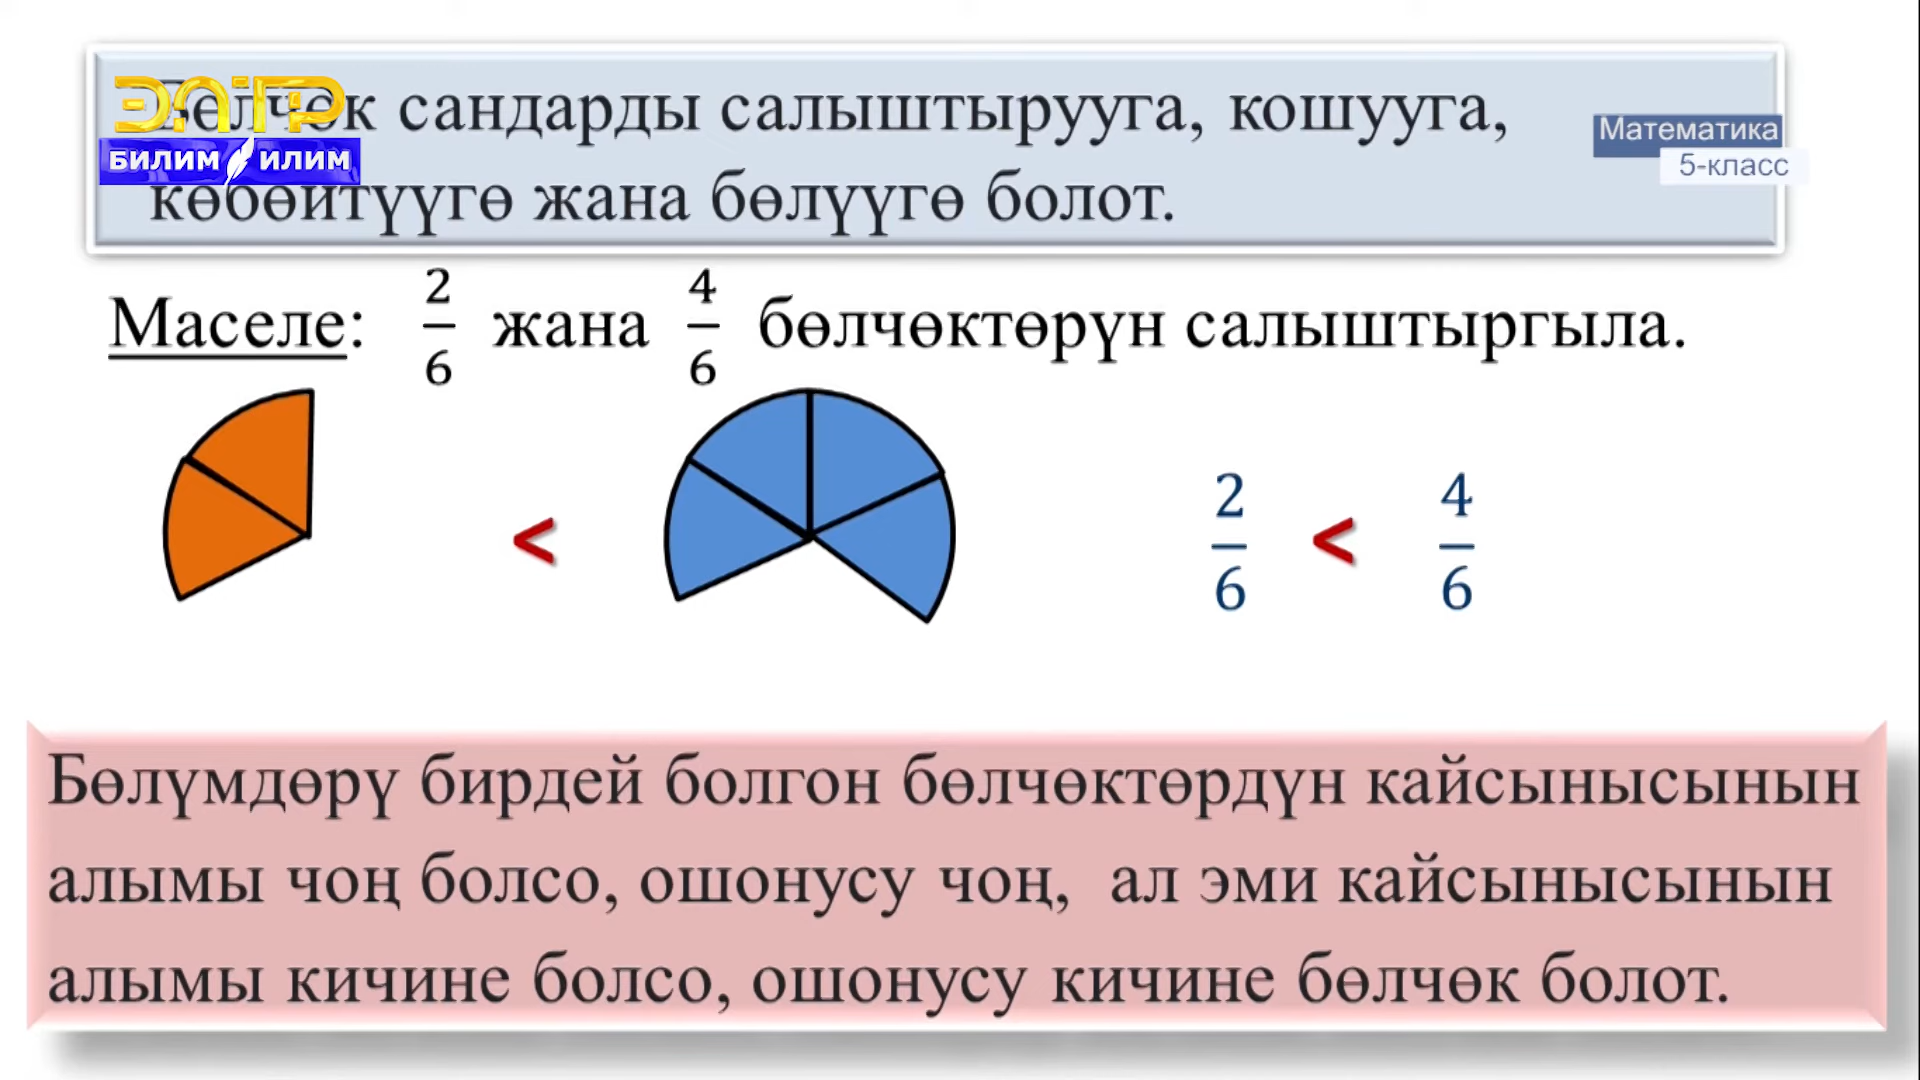 ЭЛТР
БИЛИМ ИЛИМ
Бөлчөк сандарды салыштырууга, кошууга,
көбөйтүүгө жана бөлүүгө болот.
Математика
5-класс
Маселе: 2/6 жана 4/6 бөлчөктөрүн салыштыргыла.
< 2/6 < 4/6
Бөлүмдөрү бирдей болгон бөлчөктөрдүн кайсынысынын
алымы чоң болсо, ошонусу чоң, ал эми кайсынысынын
алымы кичине болсо, ошонусу кичине бөлчөк болот.